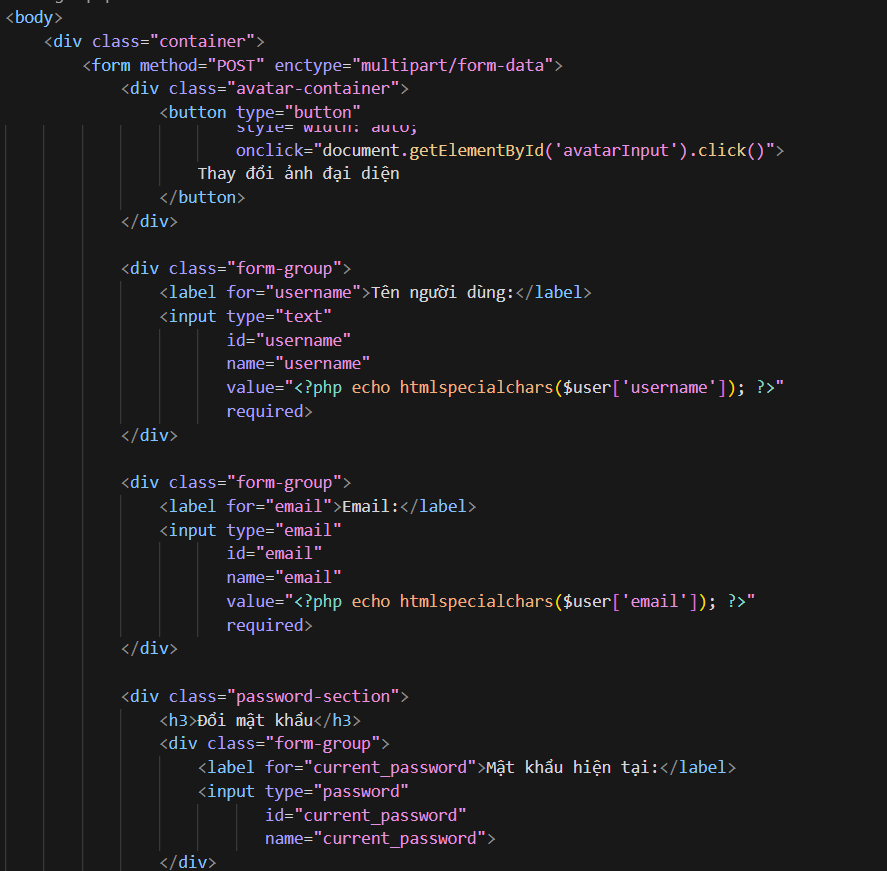 <body>
<div class="container">
<form method="POST" enctype="multipart/form-data">
<div class="avatar-container">
<button type="button"
style="width: auto;
onclick="document.getElementById('avatarInput').click()">
Thay đổi ảnh đại diện
</button>
</div>
<div class="form-group">
<label for="username">Tên người dùng:</label>
<input type="text"
id="username"
name="username"
value="<?php echo htmlspecialchars($user['username']); ?>"
required>
</div>
<div class="form-group">
<label for="email">Email:</label>
<input type="email"
id="email"
name="email"
value="<?php echo htmlspecialchars($user['email']); ?>"
required>
</div>
<div class="password-section">
<h3>Đổi mật khẩu</h3>
<div class="form-group">
<label for="current_password">Mật khẩu hiện tại:</label>
<input type="password"
id="current_password"
name="current_password">
</div>